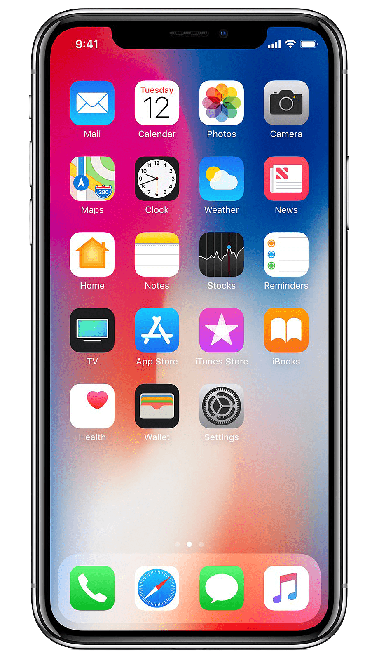 9:41
Tuesday
12
Mail Calendar Photos Camera
Maps Clock Weather News
Home Notes Stocks Reminders
TV App Store iTunes Store iBooks
Health Wallet Settings